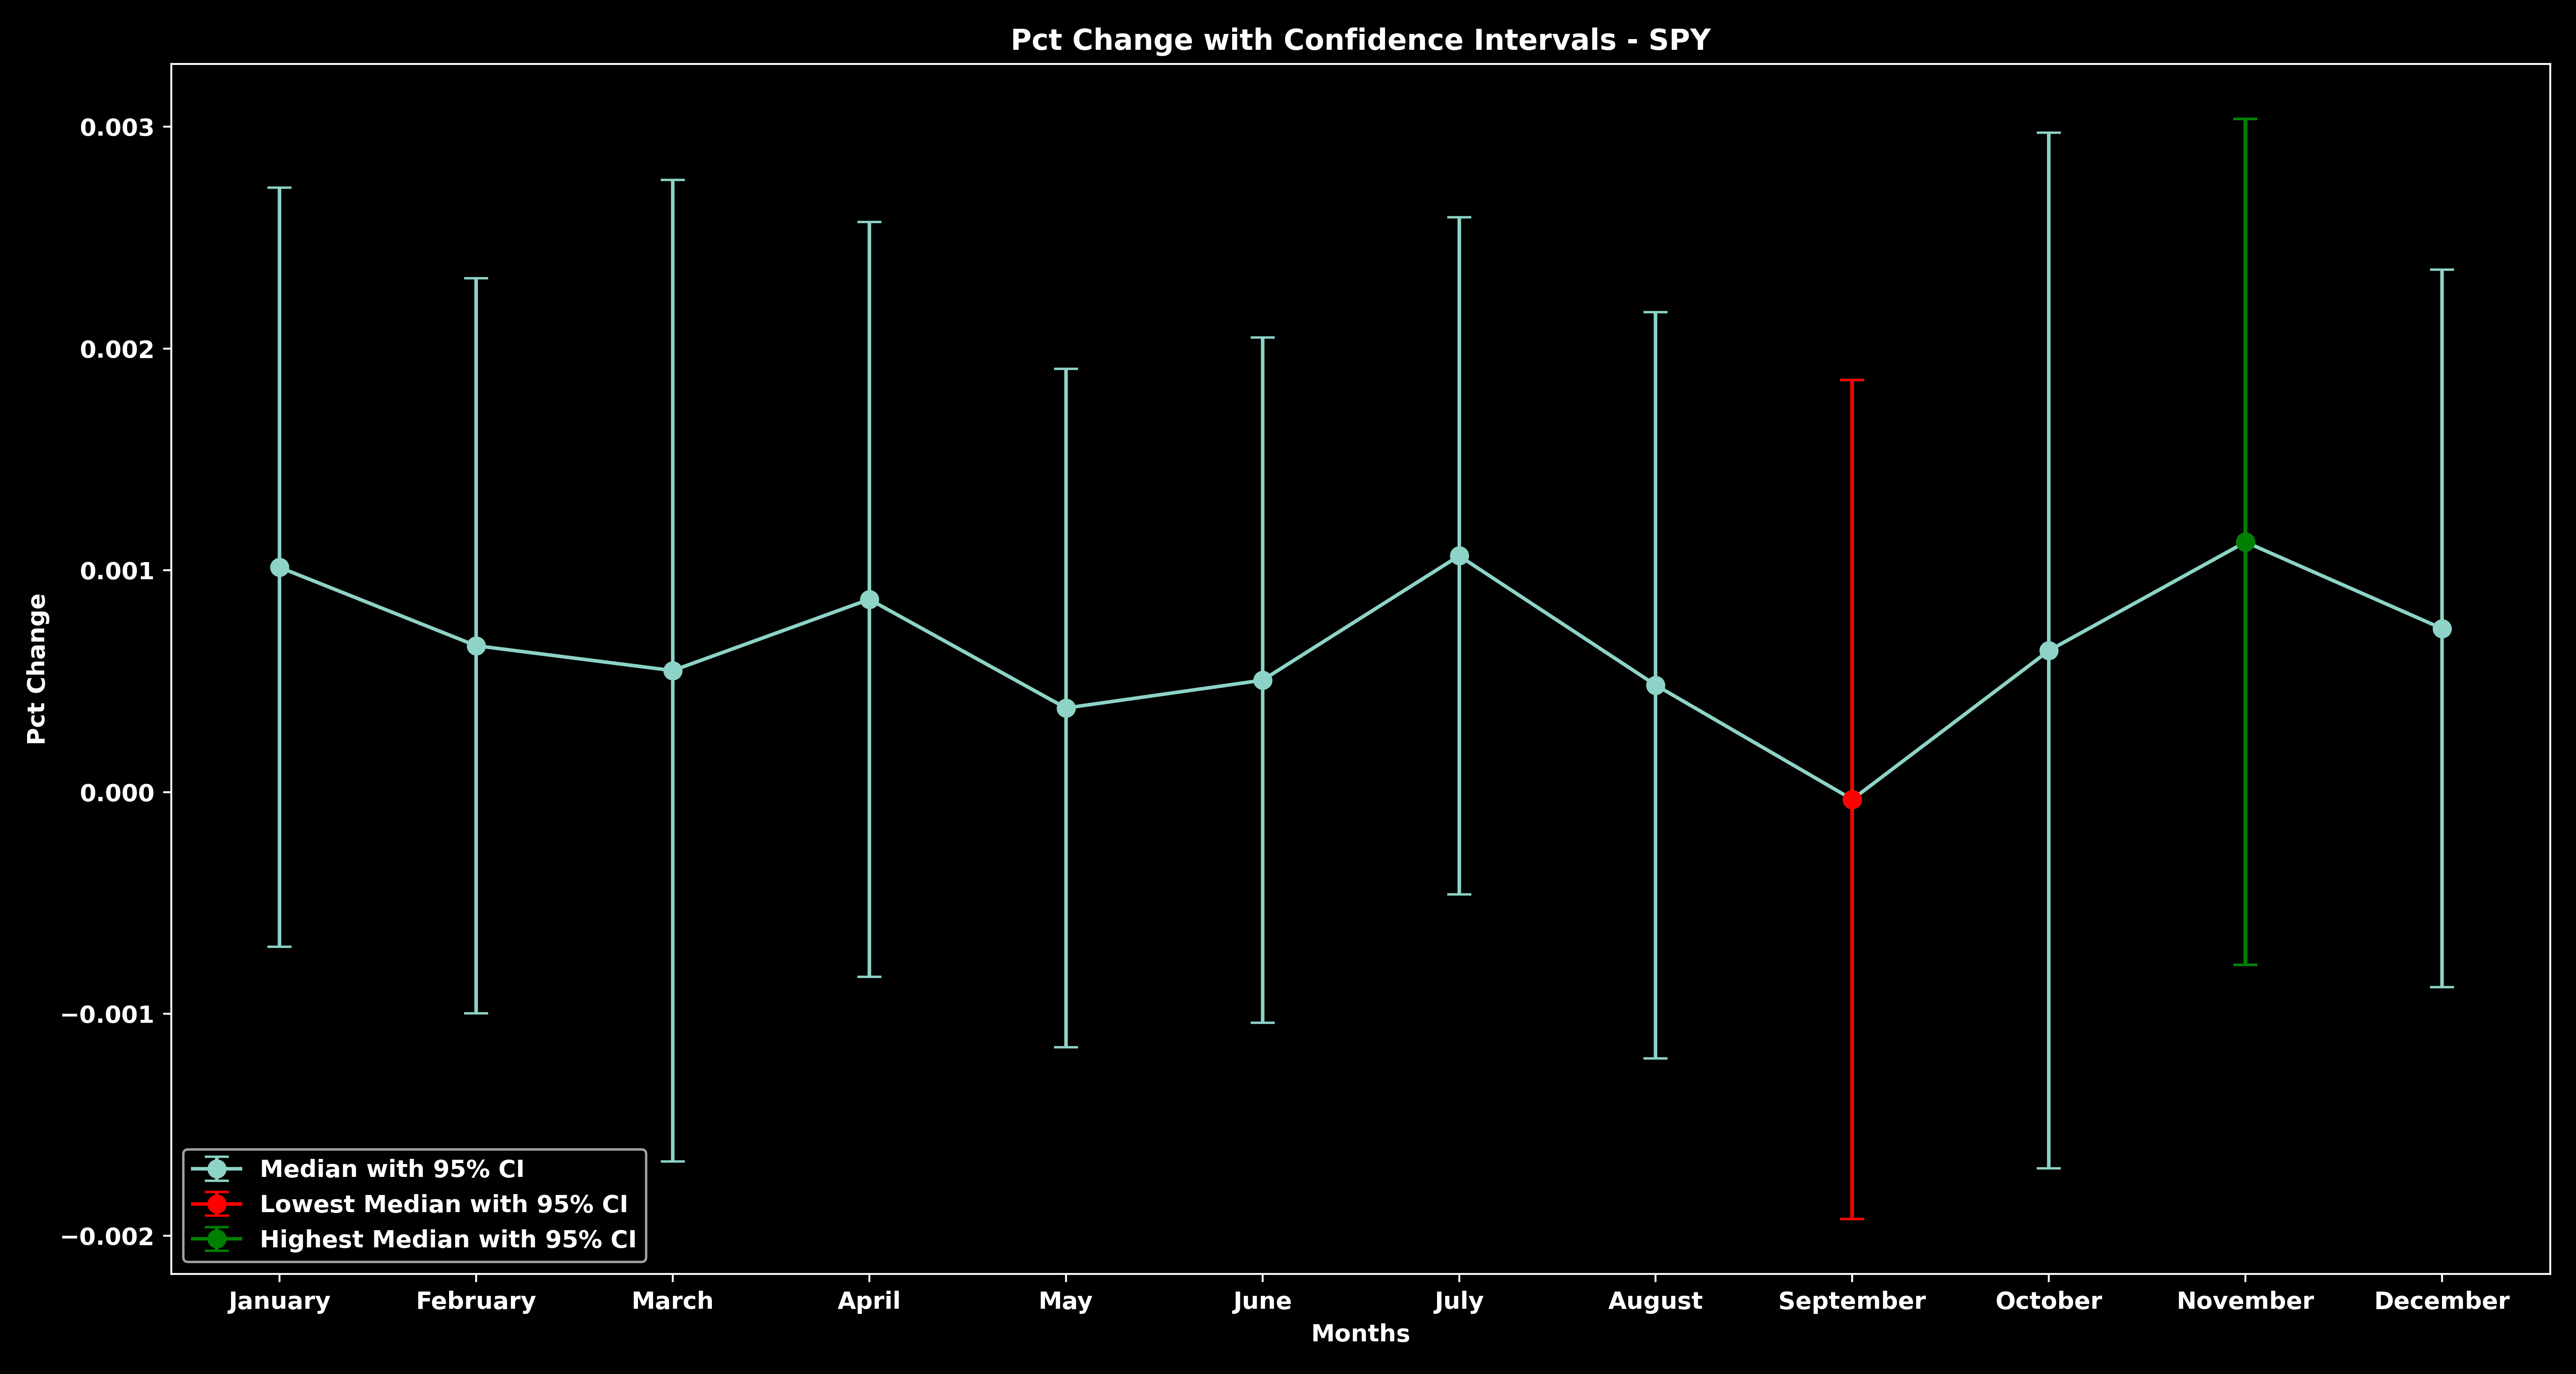 Pct Change with Confidence Intervals - SPY
Pct Change
0.003
0.002
0.001
0.000
−0.001
−0.002
Median with 95% CI
Lowest Median with 95% CI
Highest Median with 95% CI
January February March April May June July August September October November December
Months